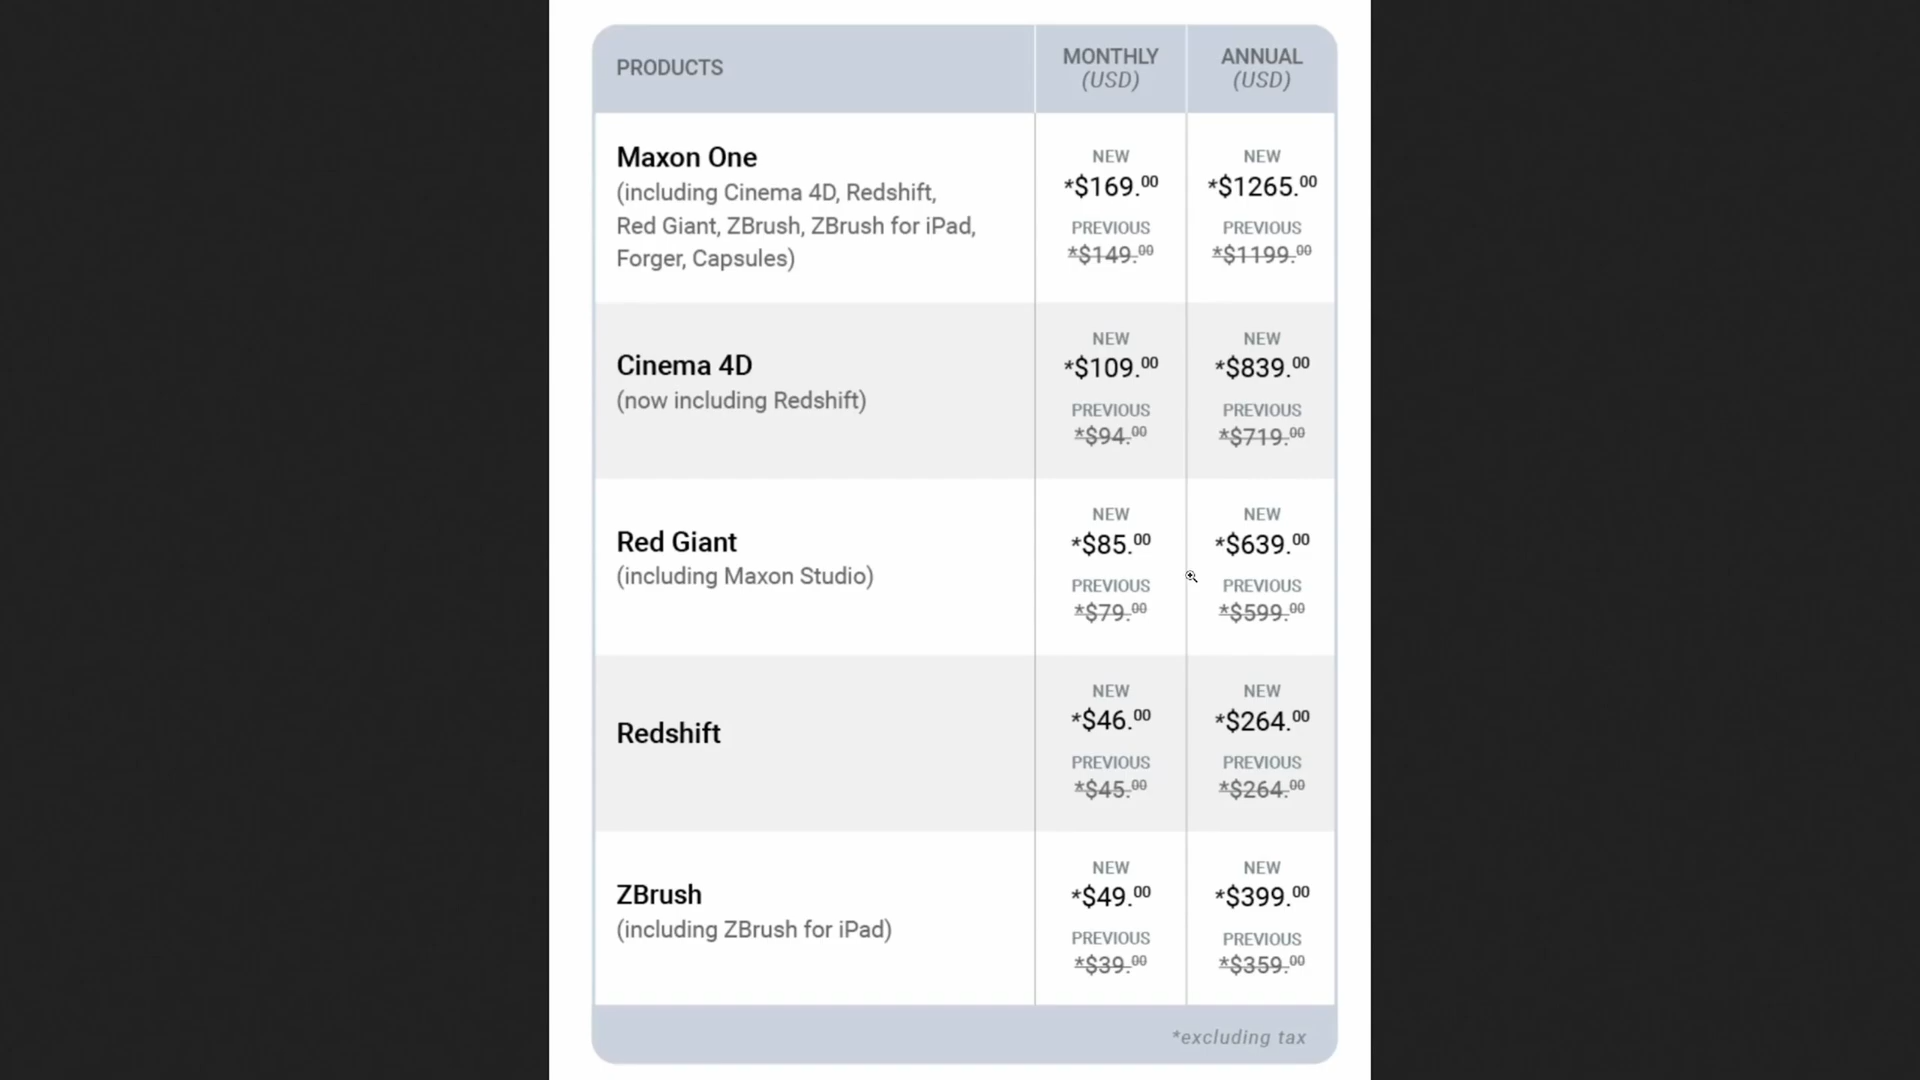 PRODUCTS
MONTHLY
(USD)
ANNUAL
(USD)
Maxon One
(including Cinema 4D, Redshift,
Red Giant, ZBrush, ZBrush for iPad,
Forger, Capsules)
NEW
*$169.00
PREVIOUS
*$149.00
NEW
*$1265.00
PREVIOUS
*$1199.00
Cinema 4D
(now including Redshift)
NEW
*$109.00
PREVIOUS
*$94.00
NEW
*$839.00
PREVIOUS
*$719.00
Red Giant
(including Maxon Studio)
NEW
*$85.00
PREVIOUS
*$79.00
NEW
*$639.00
PREVIOUS
*$599.00
Redshift
NEW
*$46.00
PREVIOUS
*$45.00
NEW
*$264.00
PREVIOUS
*$264.00
ZBrush
(including ZBrush for iPad)
NEW
*$49.00
PREVIOUS
*$39.00
NEW
*$399.00
PREVIOUS
*$359.00
*excluding tax